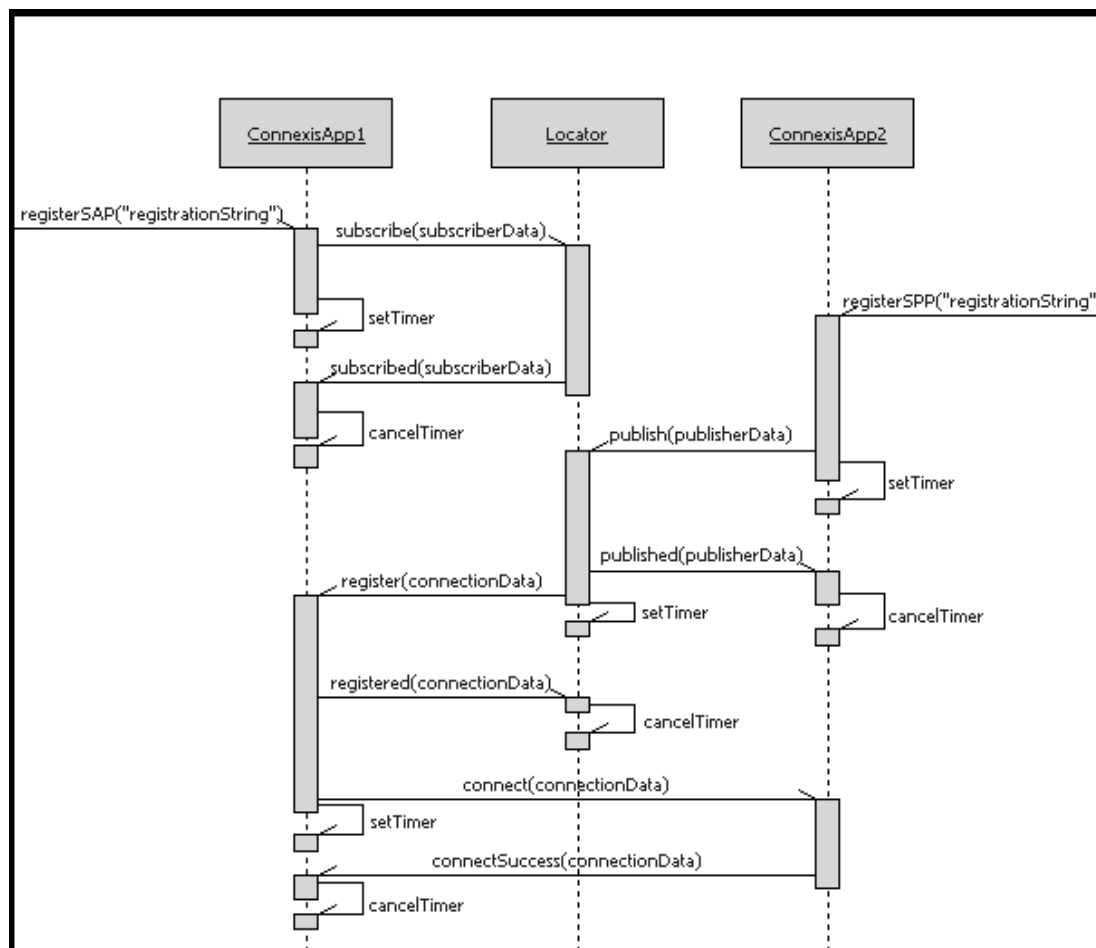 ConnexisApp1
Locator
ConnexisApp2
registerSAP("registrationString")
subscribe(subscriberData)
registerSPP("registrationString"
setTimer
subscribed(subscriberData)
cancelTimer
publish(publisherData)
setTimer
published(publisherData)
register(connectionData)
setTimer
cancelTimer
registered(connectionData)
cancelTimer
connect(connectionData)
setTimer
connectSuccess(connectionData)
cancelTimer